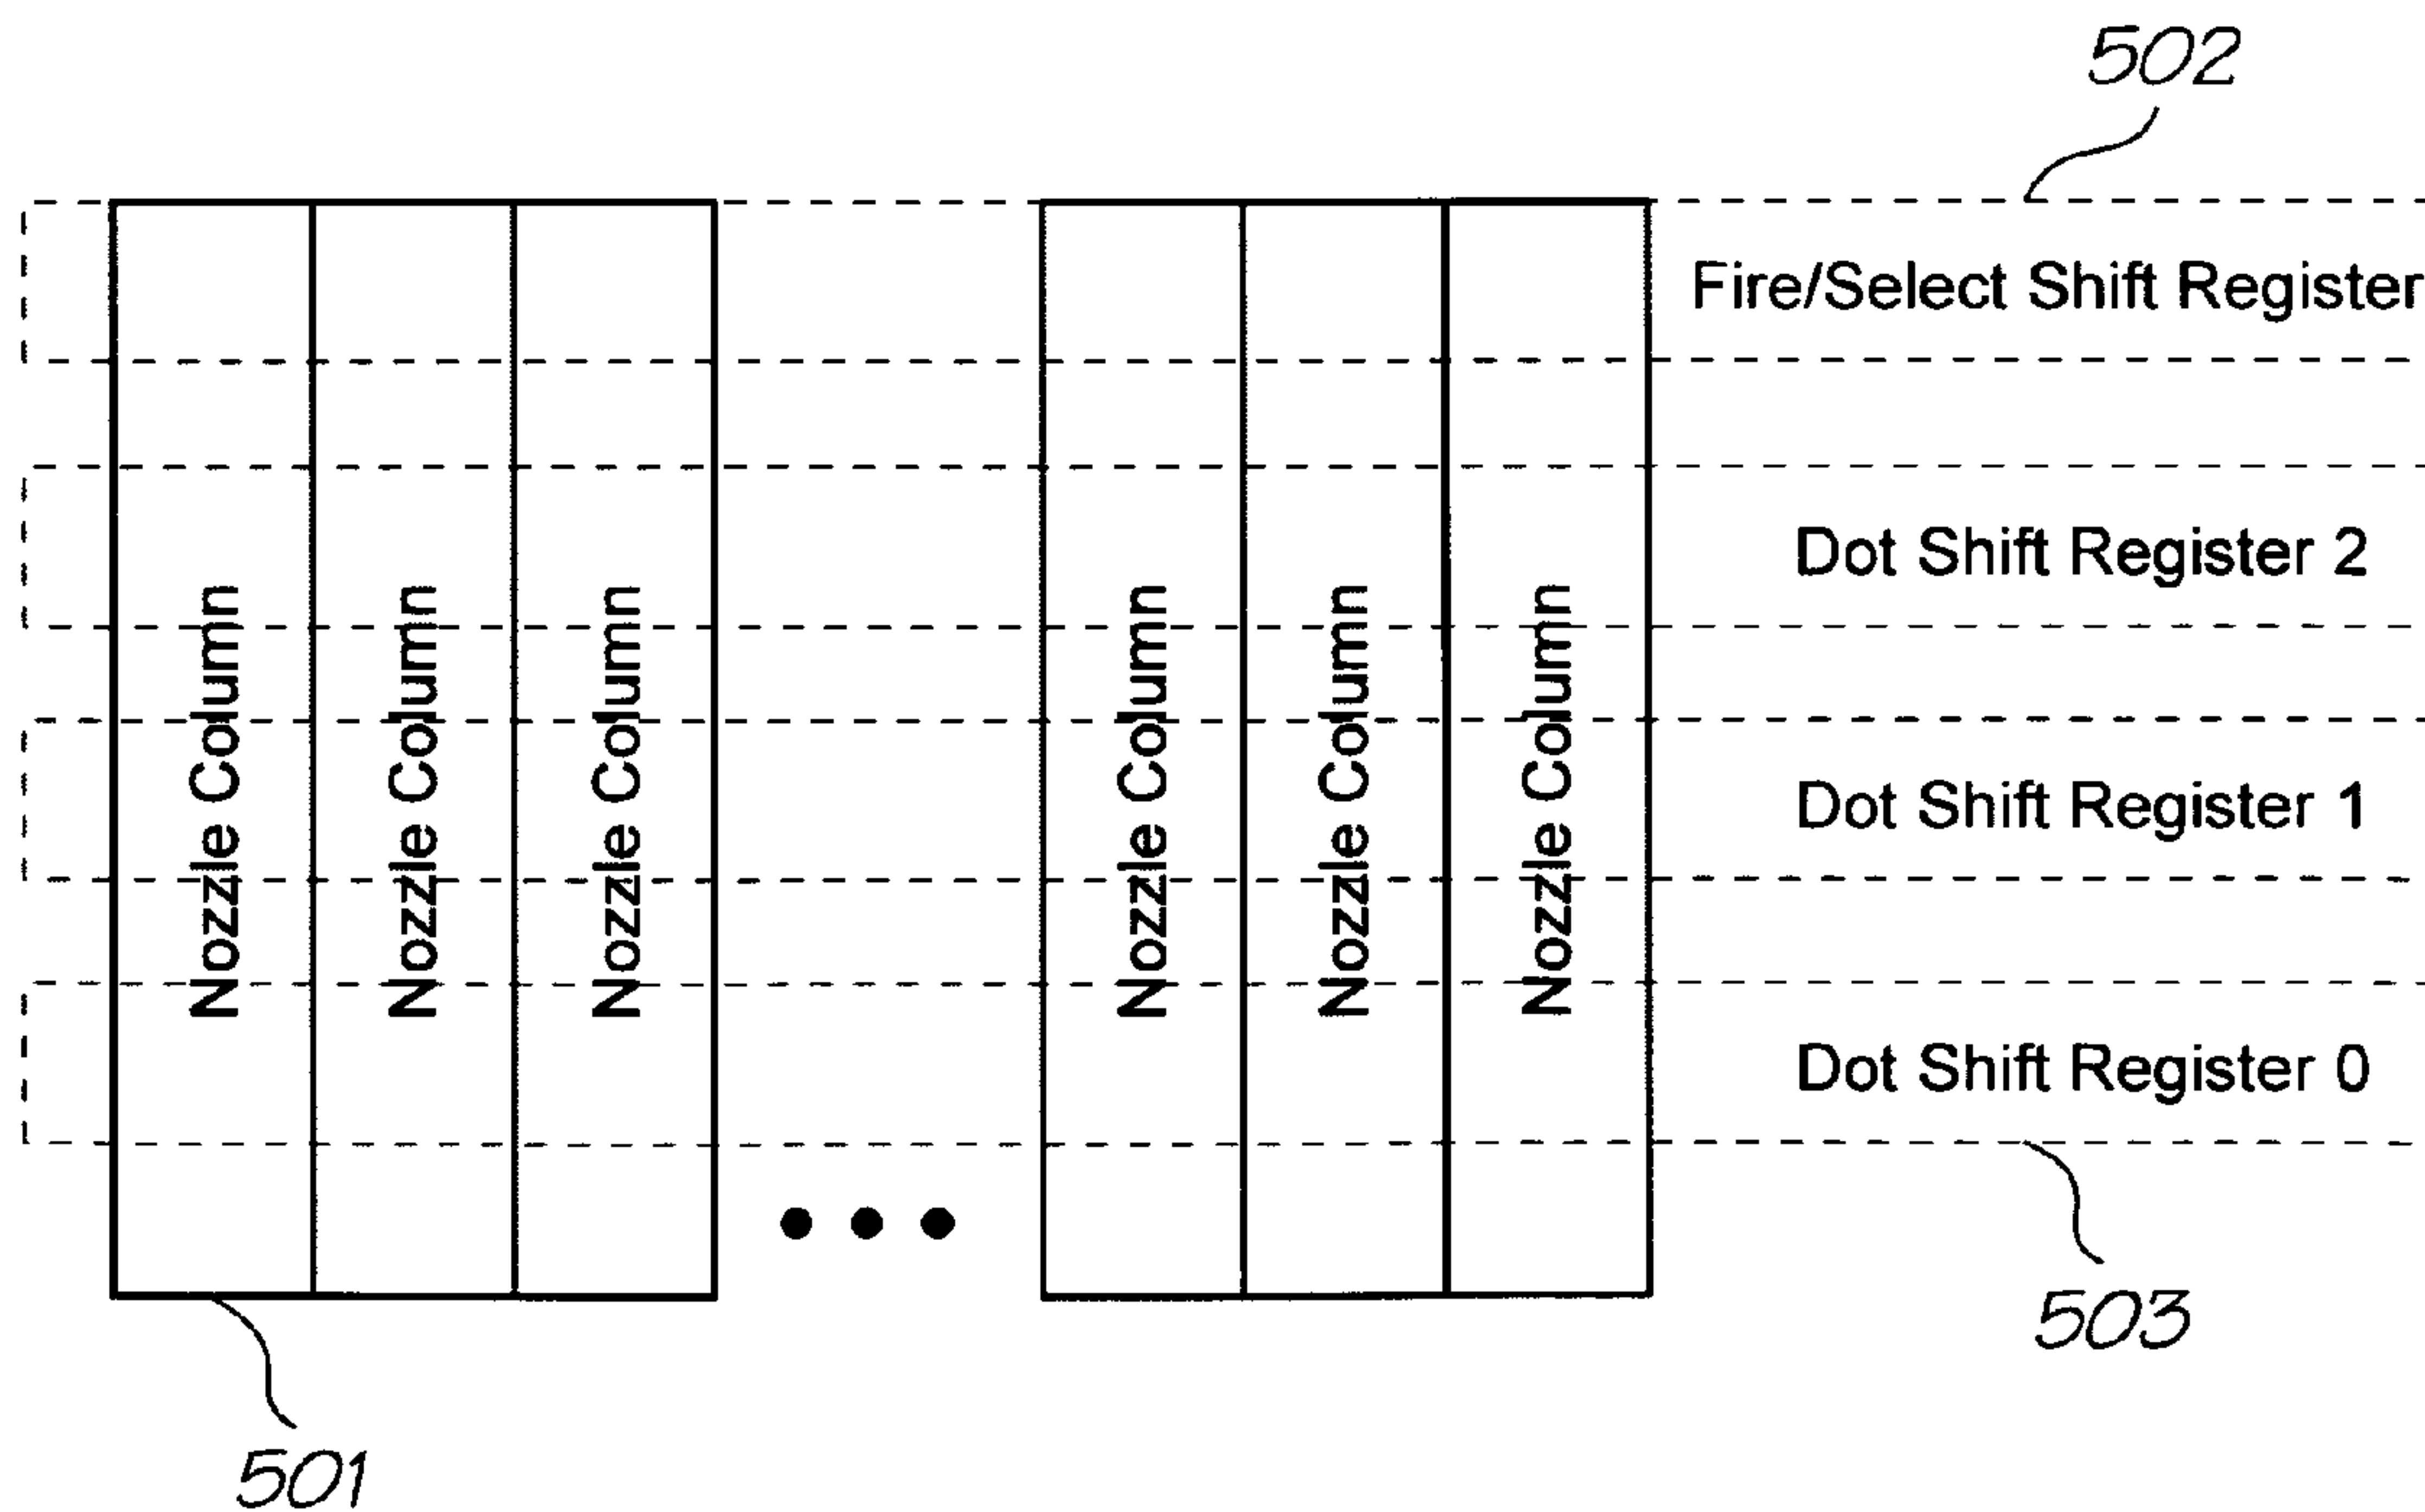 502
Fire/Select Shift Register
Dot Shift Register 2
Dot Shift Register 1
Dot Shift Register 0
Nozzle Column
Nozzle Column
Nozzle Column
Nozzle Column
Nozzle Column
Nozzle Column
503
501